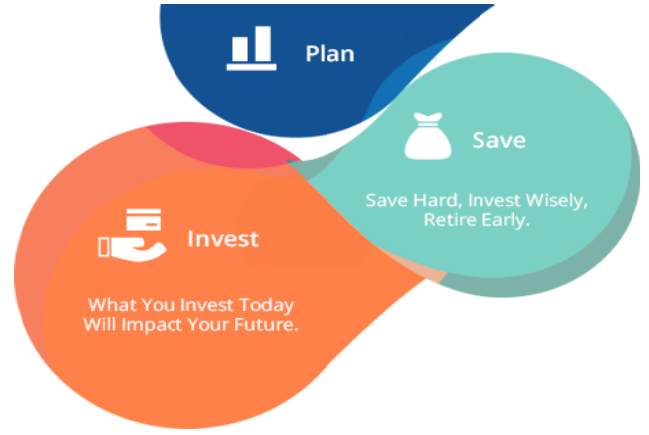 Plan
Save
Save Hard, Invest Wisely,
Retire Early.
Invest
What You Invest Today
Will Impact Your Future.